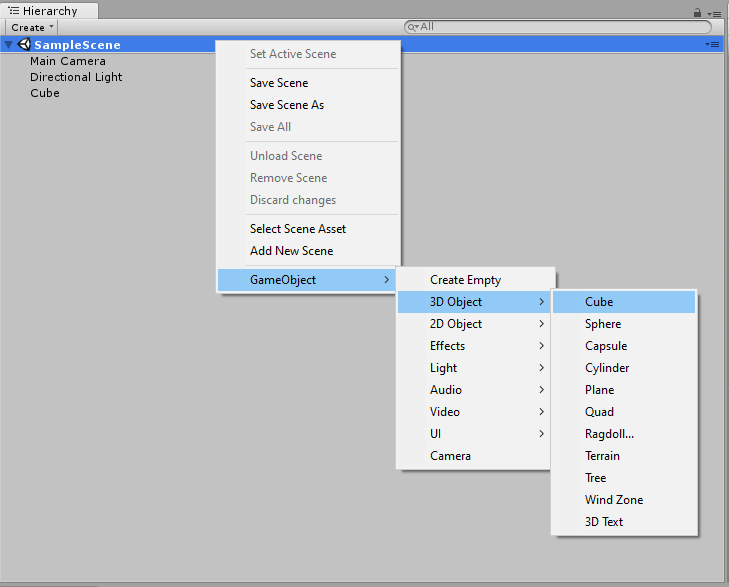 Hierarchy
Create
All
SampleScene
Main Camera
Directional Light
Cube
Set Active Scene
Save Scene
Save Scene As
Save All
Unload Scene
Remove Scene
Discard changes
Select Scene Asset
Add New Scene
GameObject
Create Empty
3D Object
2D Object
Effects
Light
Audio
Video
UI
Camera
Cube
Sphere
Capsule
Cylinder
Plane
Quad
Ragdoll...
Terrain
Tree
Wind Zone
3D Text